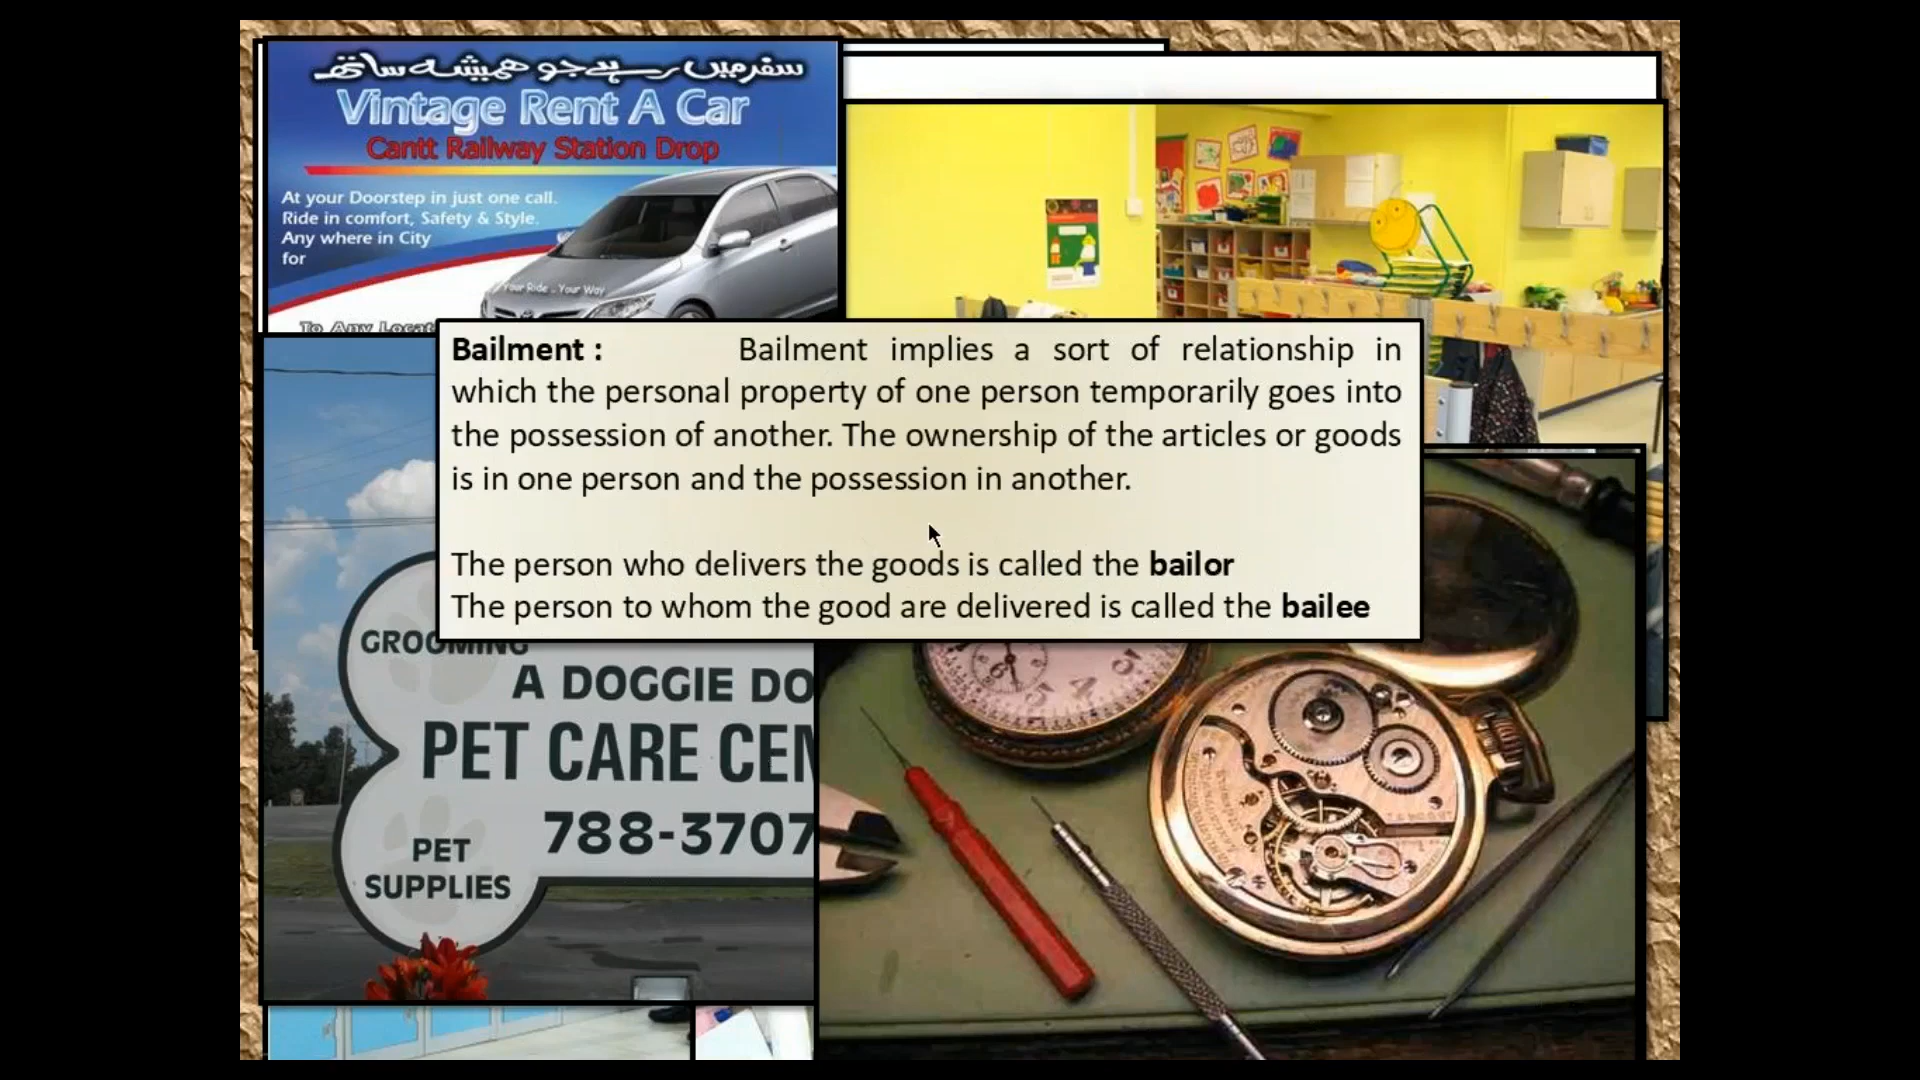 سفر میں رہے جو ہمیشہ ساتھ
Vintage Rent A Car
Cantt Railway Station Drop
At your Doorstep in just one call.
Ride in comfort, Safety & Style.
Any where in City
for
Your Ride . Your Way
To Any Locat
Bailment : Bailment implies a sort of relationship in
which the personal property of one person temporarily goes into
the possession of another. The ownership of the articles or goods
is in one person and the possession in another.
The person who delivers the goods is called the bailor
The person to whom the good are delivered is called the bailee
GROOMING
A DOGGIE DO
PET CARE CEN
788-3707
PET
SUPPLIES